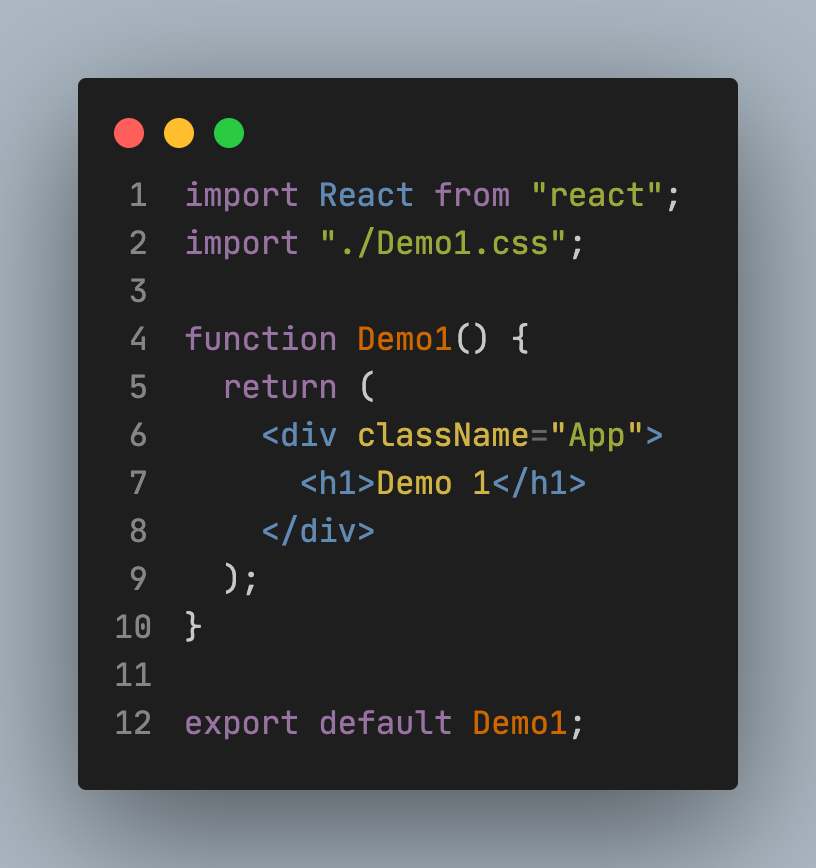 1 import React from "react";
2 import "./Demo1.css";
3
4 function Demo1() {
5   return (
6     <div className="App">
7       <h1>Demo 1</h1>
8     </div>
9   );
10 }
11
12 export default Demo1;